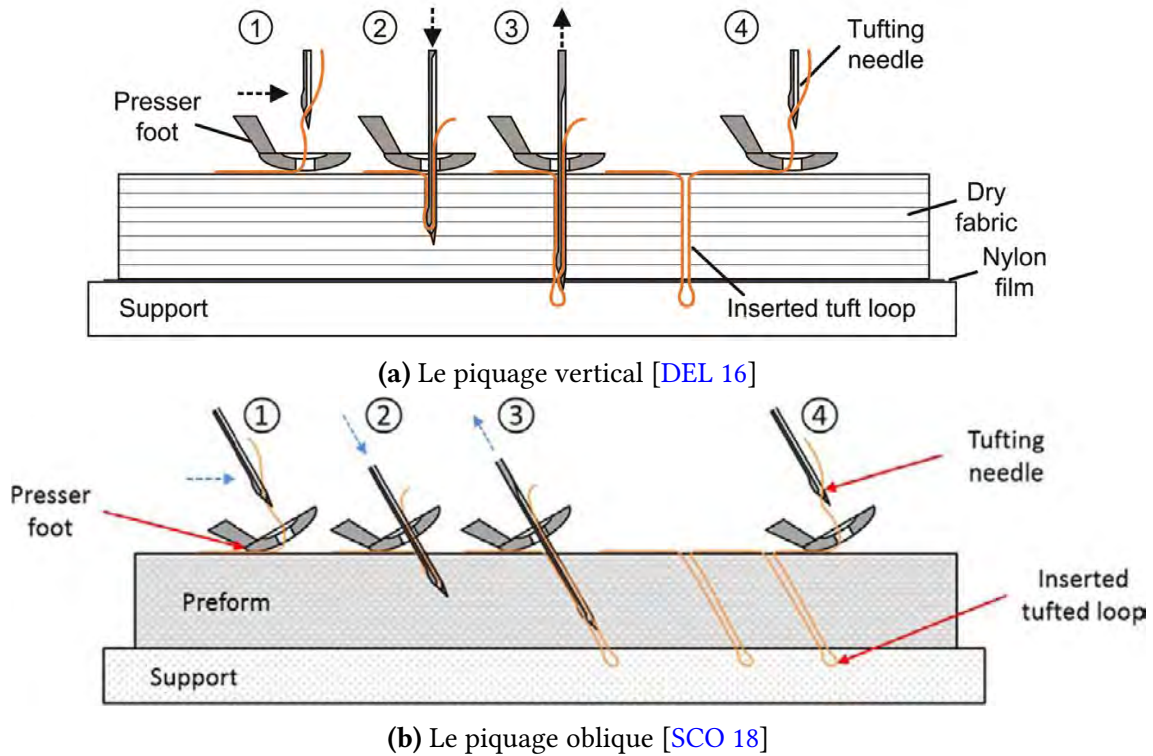 ① ② ③ ④
Tufting
needle
Presser
foot
Dry
fabric
Nylon
film
Support
Inserted tuft loop
(a) Le piquage vertical [DEL 16]
① ② ③ ④
Tufting
needle
Presser
foot
Preform
Inserted
tufted loop
Support
(b) Le piquage oblique [SCO 18]